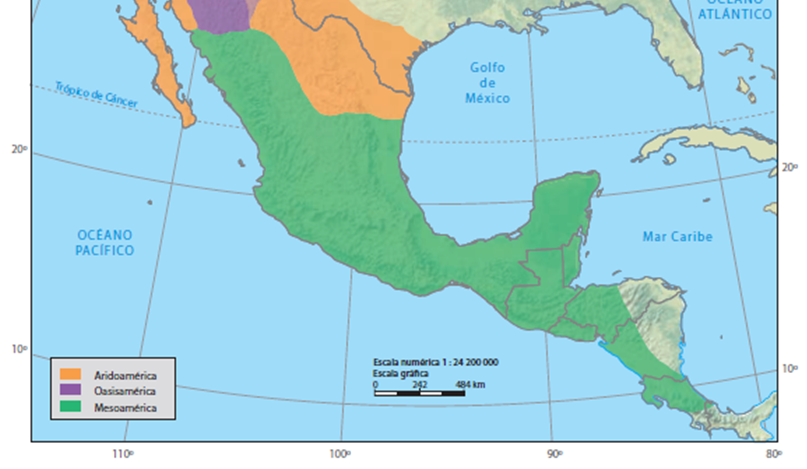 OCÉANO
ATLÁNTICO
Golfo
de
México
Trópico de Cáncer
20º
20º
OCÉANO
PACÍFICO
Mar Caribe
10º
10º
Escala numérica 1 : 24 200 000
Escala gráfica
0 242 484 km
Aridoamérica
Oasisamérica
Mesoamérica
110º 100º 90º 80º